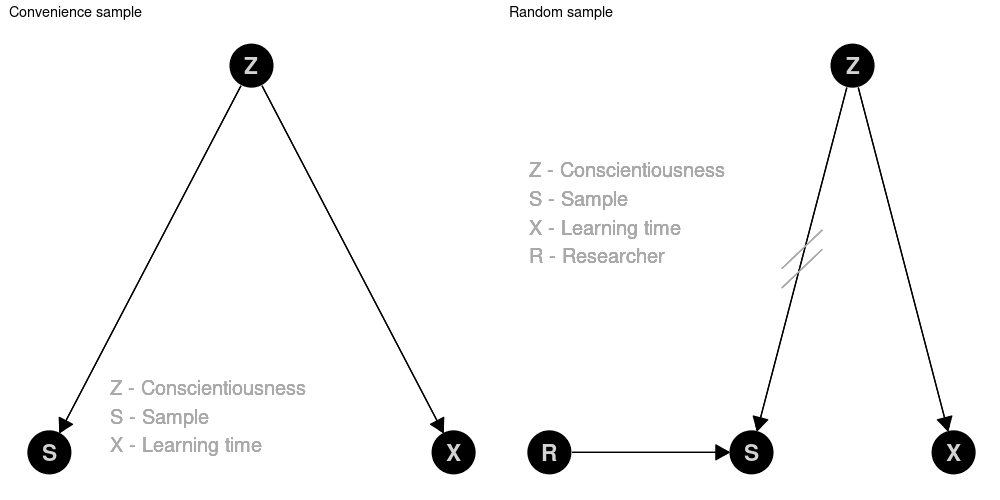 Convenience sample
Z
Z - Conscientiousness
S - Sample
X - Learning time
S
X
Random sample
Z
Z - Conscientiousness
S - Sample
X - Learning time
R - Researcher
R
S
X